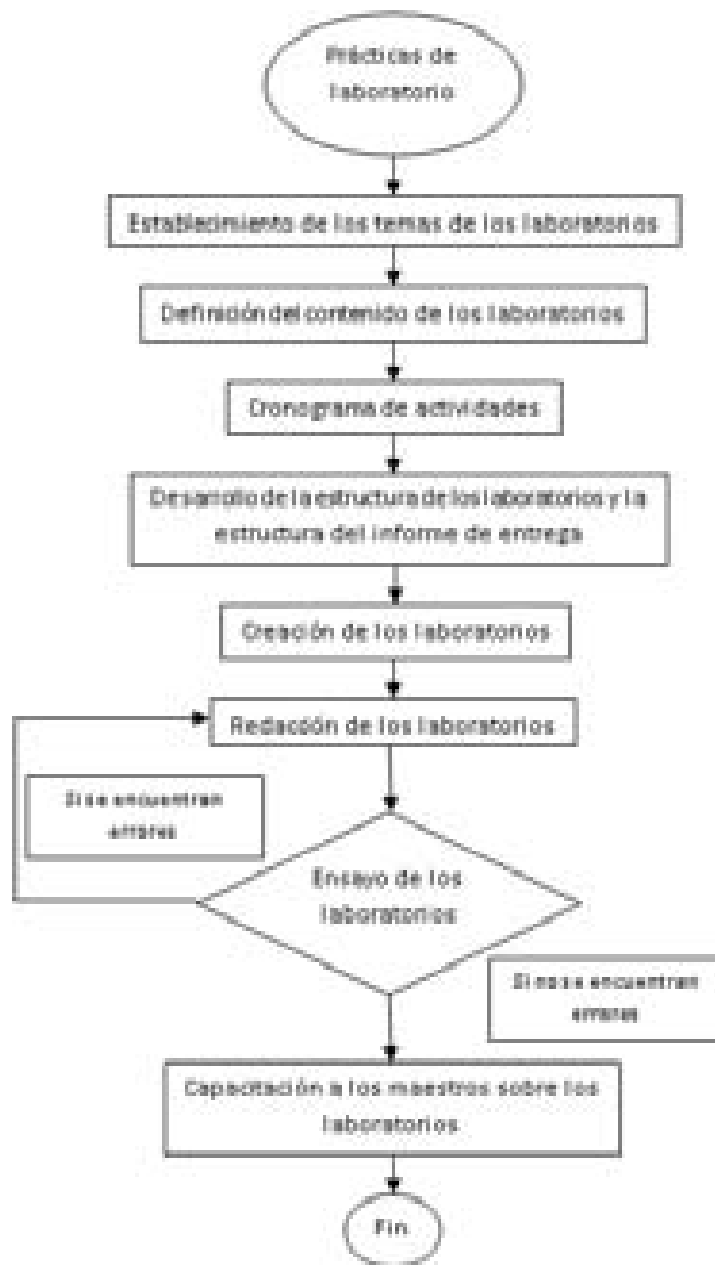 Prácticas de
laboratorio
Establecimiento de los temas de los laboratorios
Definición del contenido de los laboratorios
Cronograma de actividades
Desarrollo de la estructura de los laboratorios y la
estructura del informe de entrega
Creación de los laboratorios
Redacción de los laboratorios
Si se encuentran
errores
Ensayo de los
laboratorios
Si no se encuentran
errores
Capacitación a los maestros sobre los
laboratorios
Fin